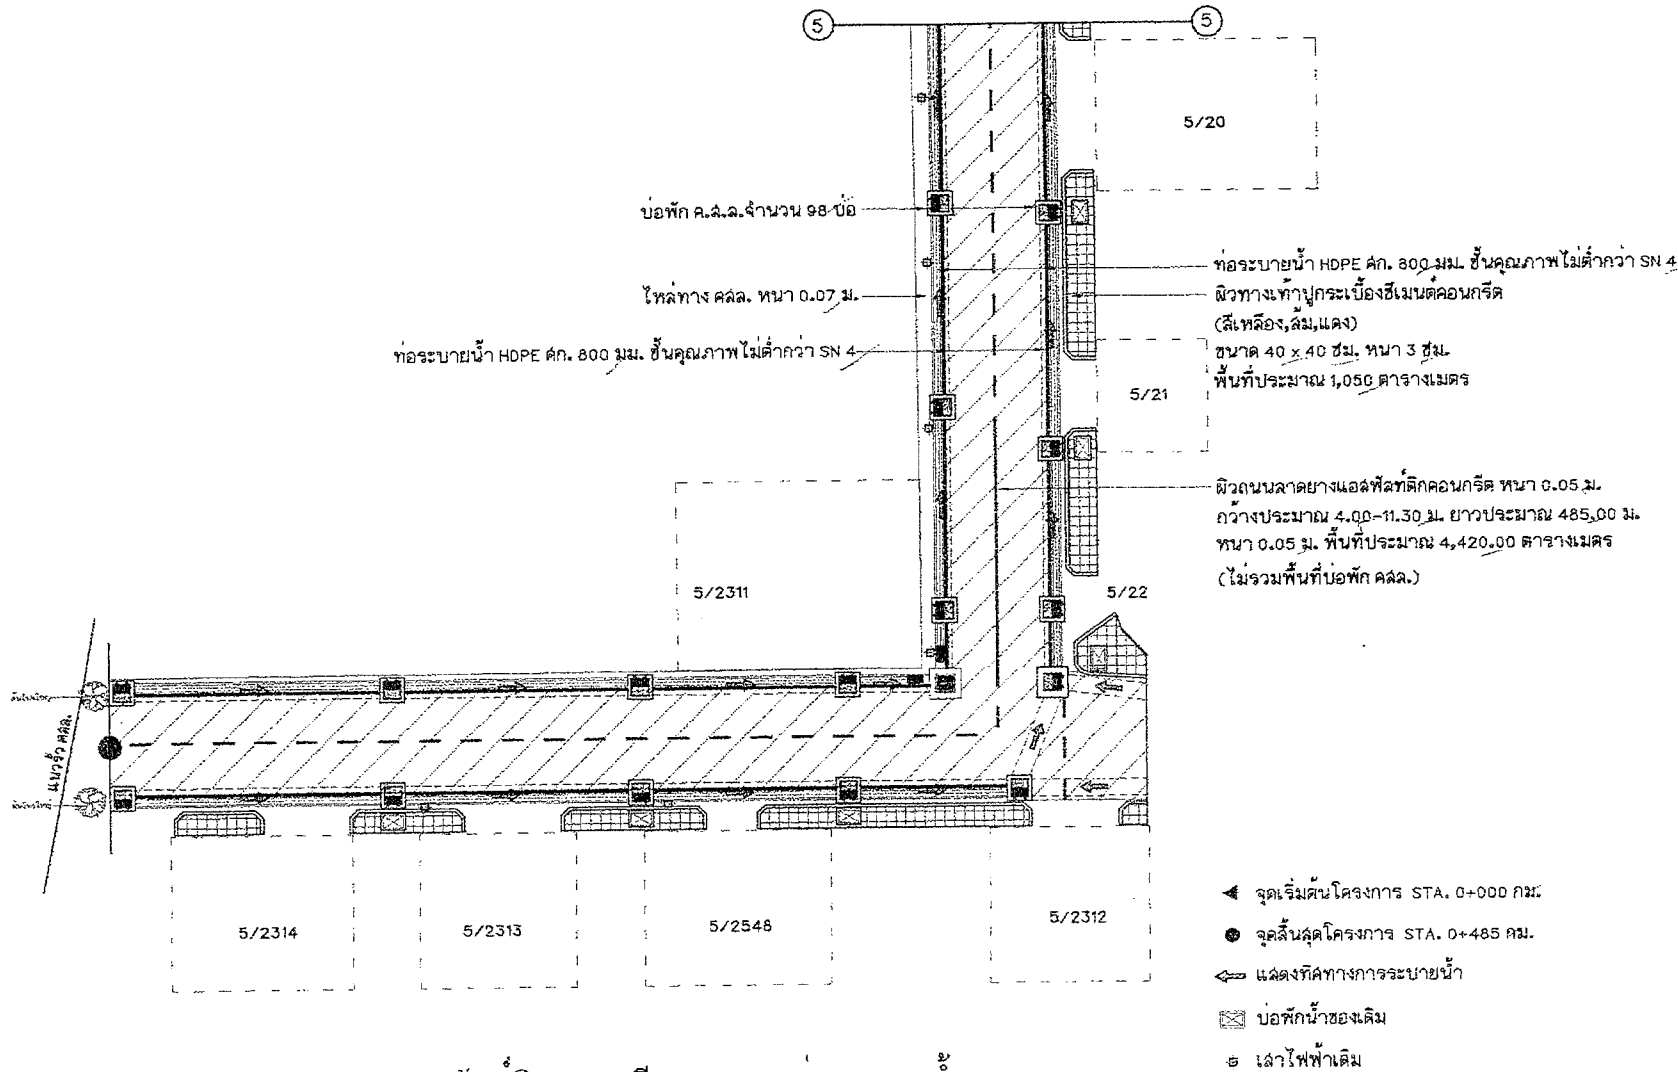 5
5
5/20
บ่อพัก ค.ส.ล.จำนวน 98 บ่อ
ท่อระบายน้ำ HDPE ศก. 800 มม. ชั้นคุณภาพไม่ต่ำกว่า SN 4
ไหล่ทาง คสล. หนา 0.07 ม.
ผิวทางเท้าปูกระเบื้องซีเมนต์คอนกรีต
(สีเหลือง,ส้ม,แดง)
ท่อระบายน้ำ HDPE ศก. 800 มม. ชั้นคุณภาพไม่ต่ำกว่า SN 4
ขนาด 40 x 40 ซม. หนา 3 ซม.
พื้นที่ประมาณ 1,050 ตารางเมตร
5/21
ผิวถนนลาดยางแอสฟัลท์ติกคอนกรีต หนา 0.05 ม.
กว้างประมาณ 4.00-11.30 ม. ยาวประมาณ 485.00 ม.
หนา 0.05 ม. พื้นที่ประมาณ 4,420.00 ตารางเมตร
(ไม่รวมพื้นที่บ่อพัก คสล.)
5/2311
5/22
แนวรั้ว คสล.
5/2314
5/2313
5/2548
5/2312
จุดเริ่มต้นโครงการ STA. 0+000 กม.
จุดสิ้นสุดโครงการ STA. 0+485 กม.
แสดงทิศทางการระบายน้ำ
บ่อพักน้ำของเดิม
เสาไฟฟ้าเดิม